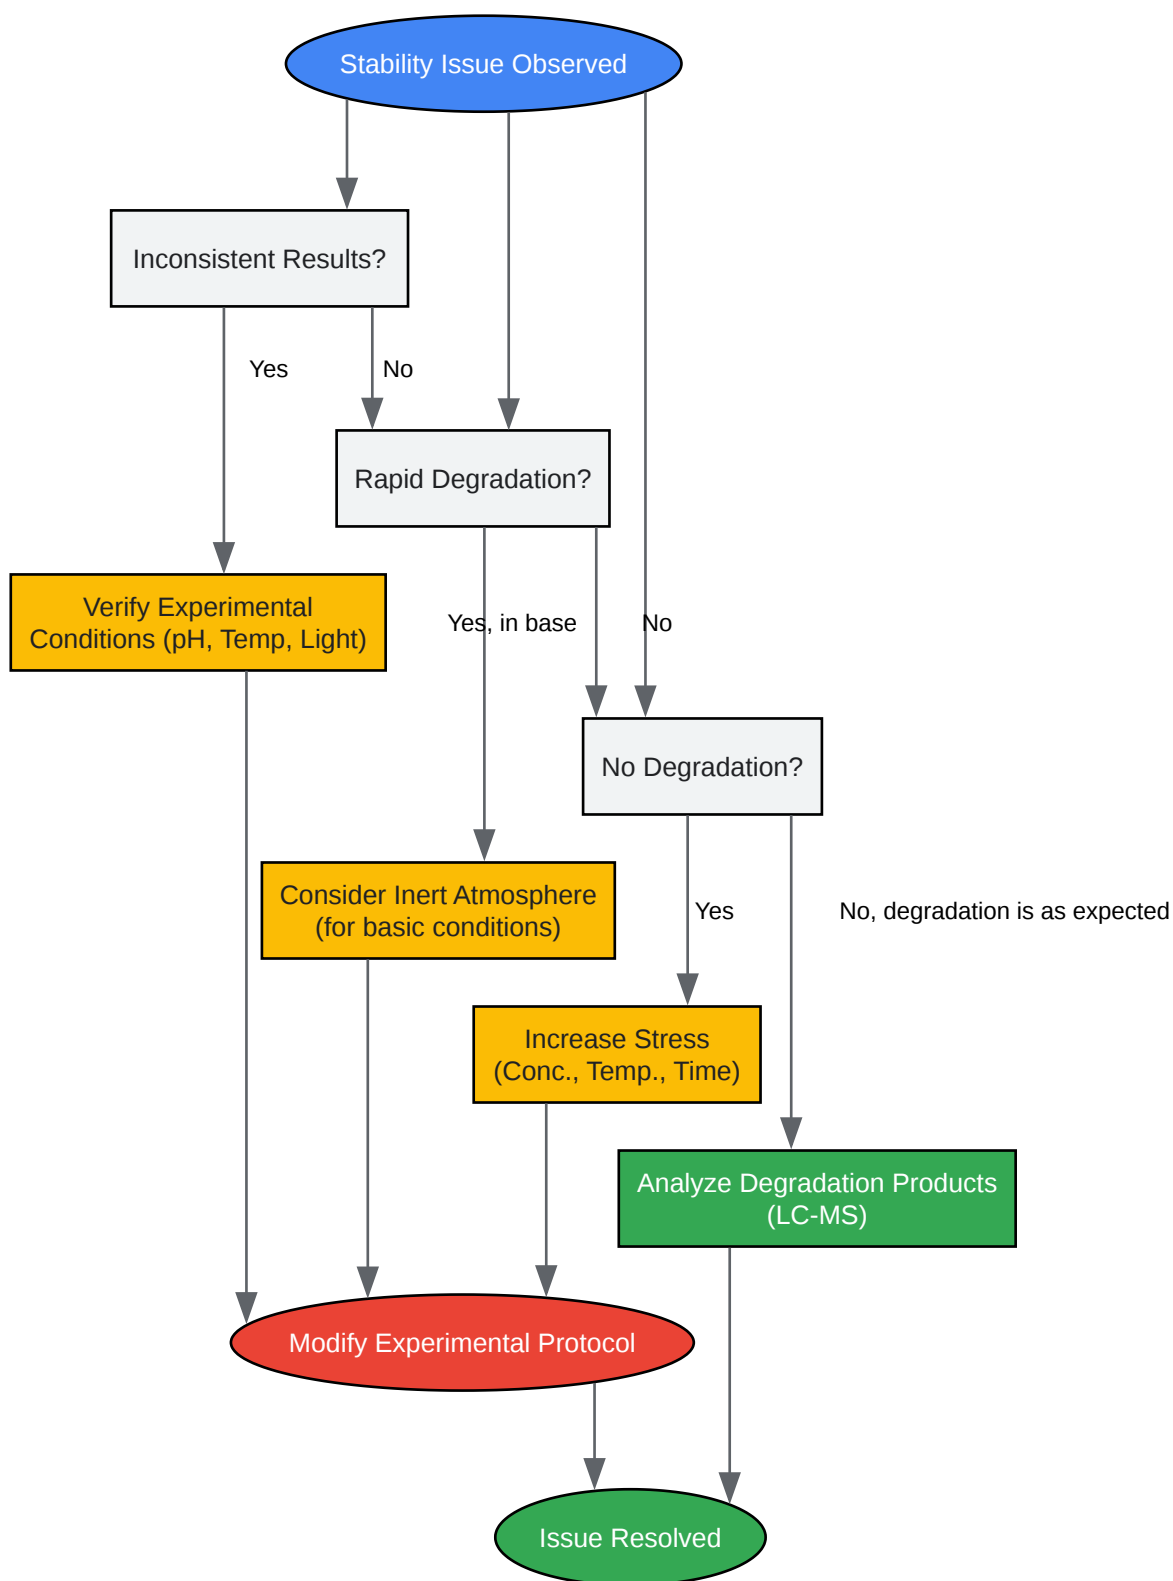 Stability Issue Observed
Inconsistent Results?
Yes
No
Rapid Degradation?
Verify Experimental
Conditions (pH, Temp, Light)
Yes, in base
No
No Degradation?
Consider Inert Atmosphere
(for basic conditions)
Yes
No, degradation is as expected
Increase Stress
(Conc., Temp., Time)
Analyze Degradation Products
(LC-MS)
Modify Experimental Protocol
Issue Resolved